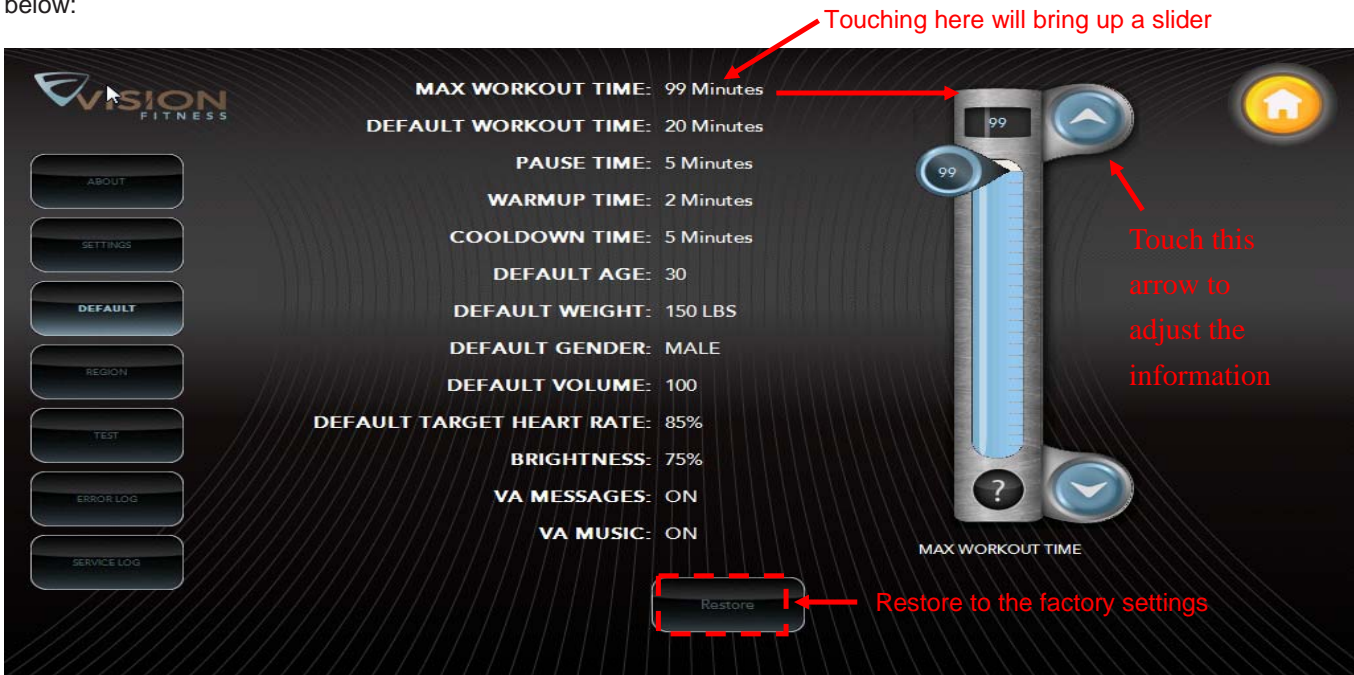 below:
Touching here will bring up a slider
VISION
FITNESS
MAX WORKOUT TIME: 99 Minutes
DEFAULT WORKOUT TIME: 20 Minutes
PAUSE TIME: 5 Minutes
WARMUP TIME: 2 Minutes
COOLDOWN TIME: 5 Minutes
DEFAULT AGE: 30
DEFAULT WEIGHT: 150 LBS
DEFAULT GENDER: MALE
DEFAULT VOLUME: 100
DEFAULT TARGET HEART RATE: 85%
BRIGHTNESS: 75%
VA MESSAGES: ON
VA MUSIC: ON
ABOUT
SETTINGS
DEFAULT
REGION
TEST
ERROR LOG
SERVICE LOG
99
99
?
MAX WORKOUT TIME
Touch this
arrow to
adjust the
information
Restore
Restore to the factory settings